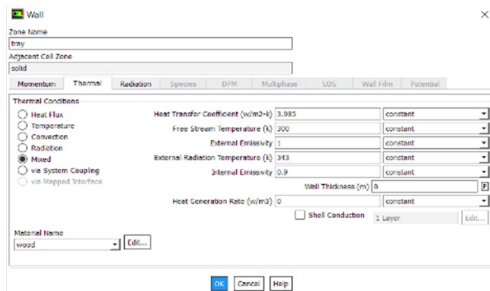 Wall
Zone Name
tray
Adjacent Cell Zone
solid
Momentum Thermal Radiation Species DPM Multiphase UDS Wall Film Potential
Thermal Conditions
Heat Flux
Temperature
Convection
Radiation
Mixed
via System Coupling
via Mapped Interface
Heat Transfer Coefficient (w/m2-k) 3.985 constant
Free Stream Temperature (k) 300 constant
External Emissivity 1 constant
External Radiation Temperature (k) 343 constant
Internal Emissivity 0.9 constant
Wall Thickness (m) 0
Heat Generation Rate (w/m3) 0 constant
Shell Conduction 1 Layer Edit...
Material Name
wood Edit...
OK Cancel Help